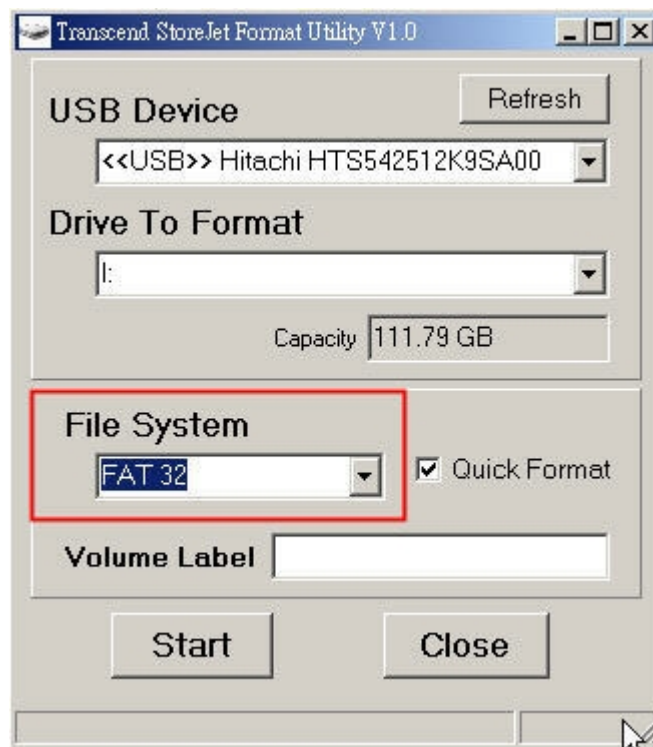 Transcend StoreJet Format Utility V1.0
USB Device
Refresh
<<USB>> Hitachi HTS542512K9SA00
Drive To Format
I:
Capacity 111.79 GB
File System
FAT 32
Quick Format
Volume Label
Start
Close